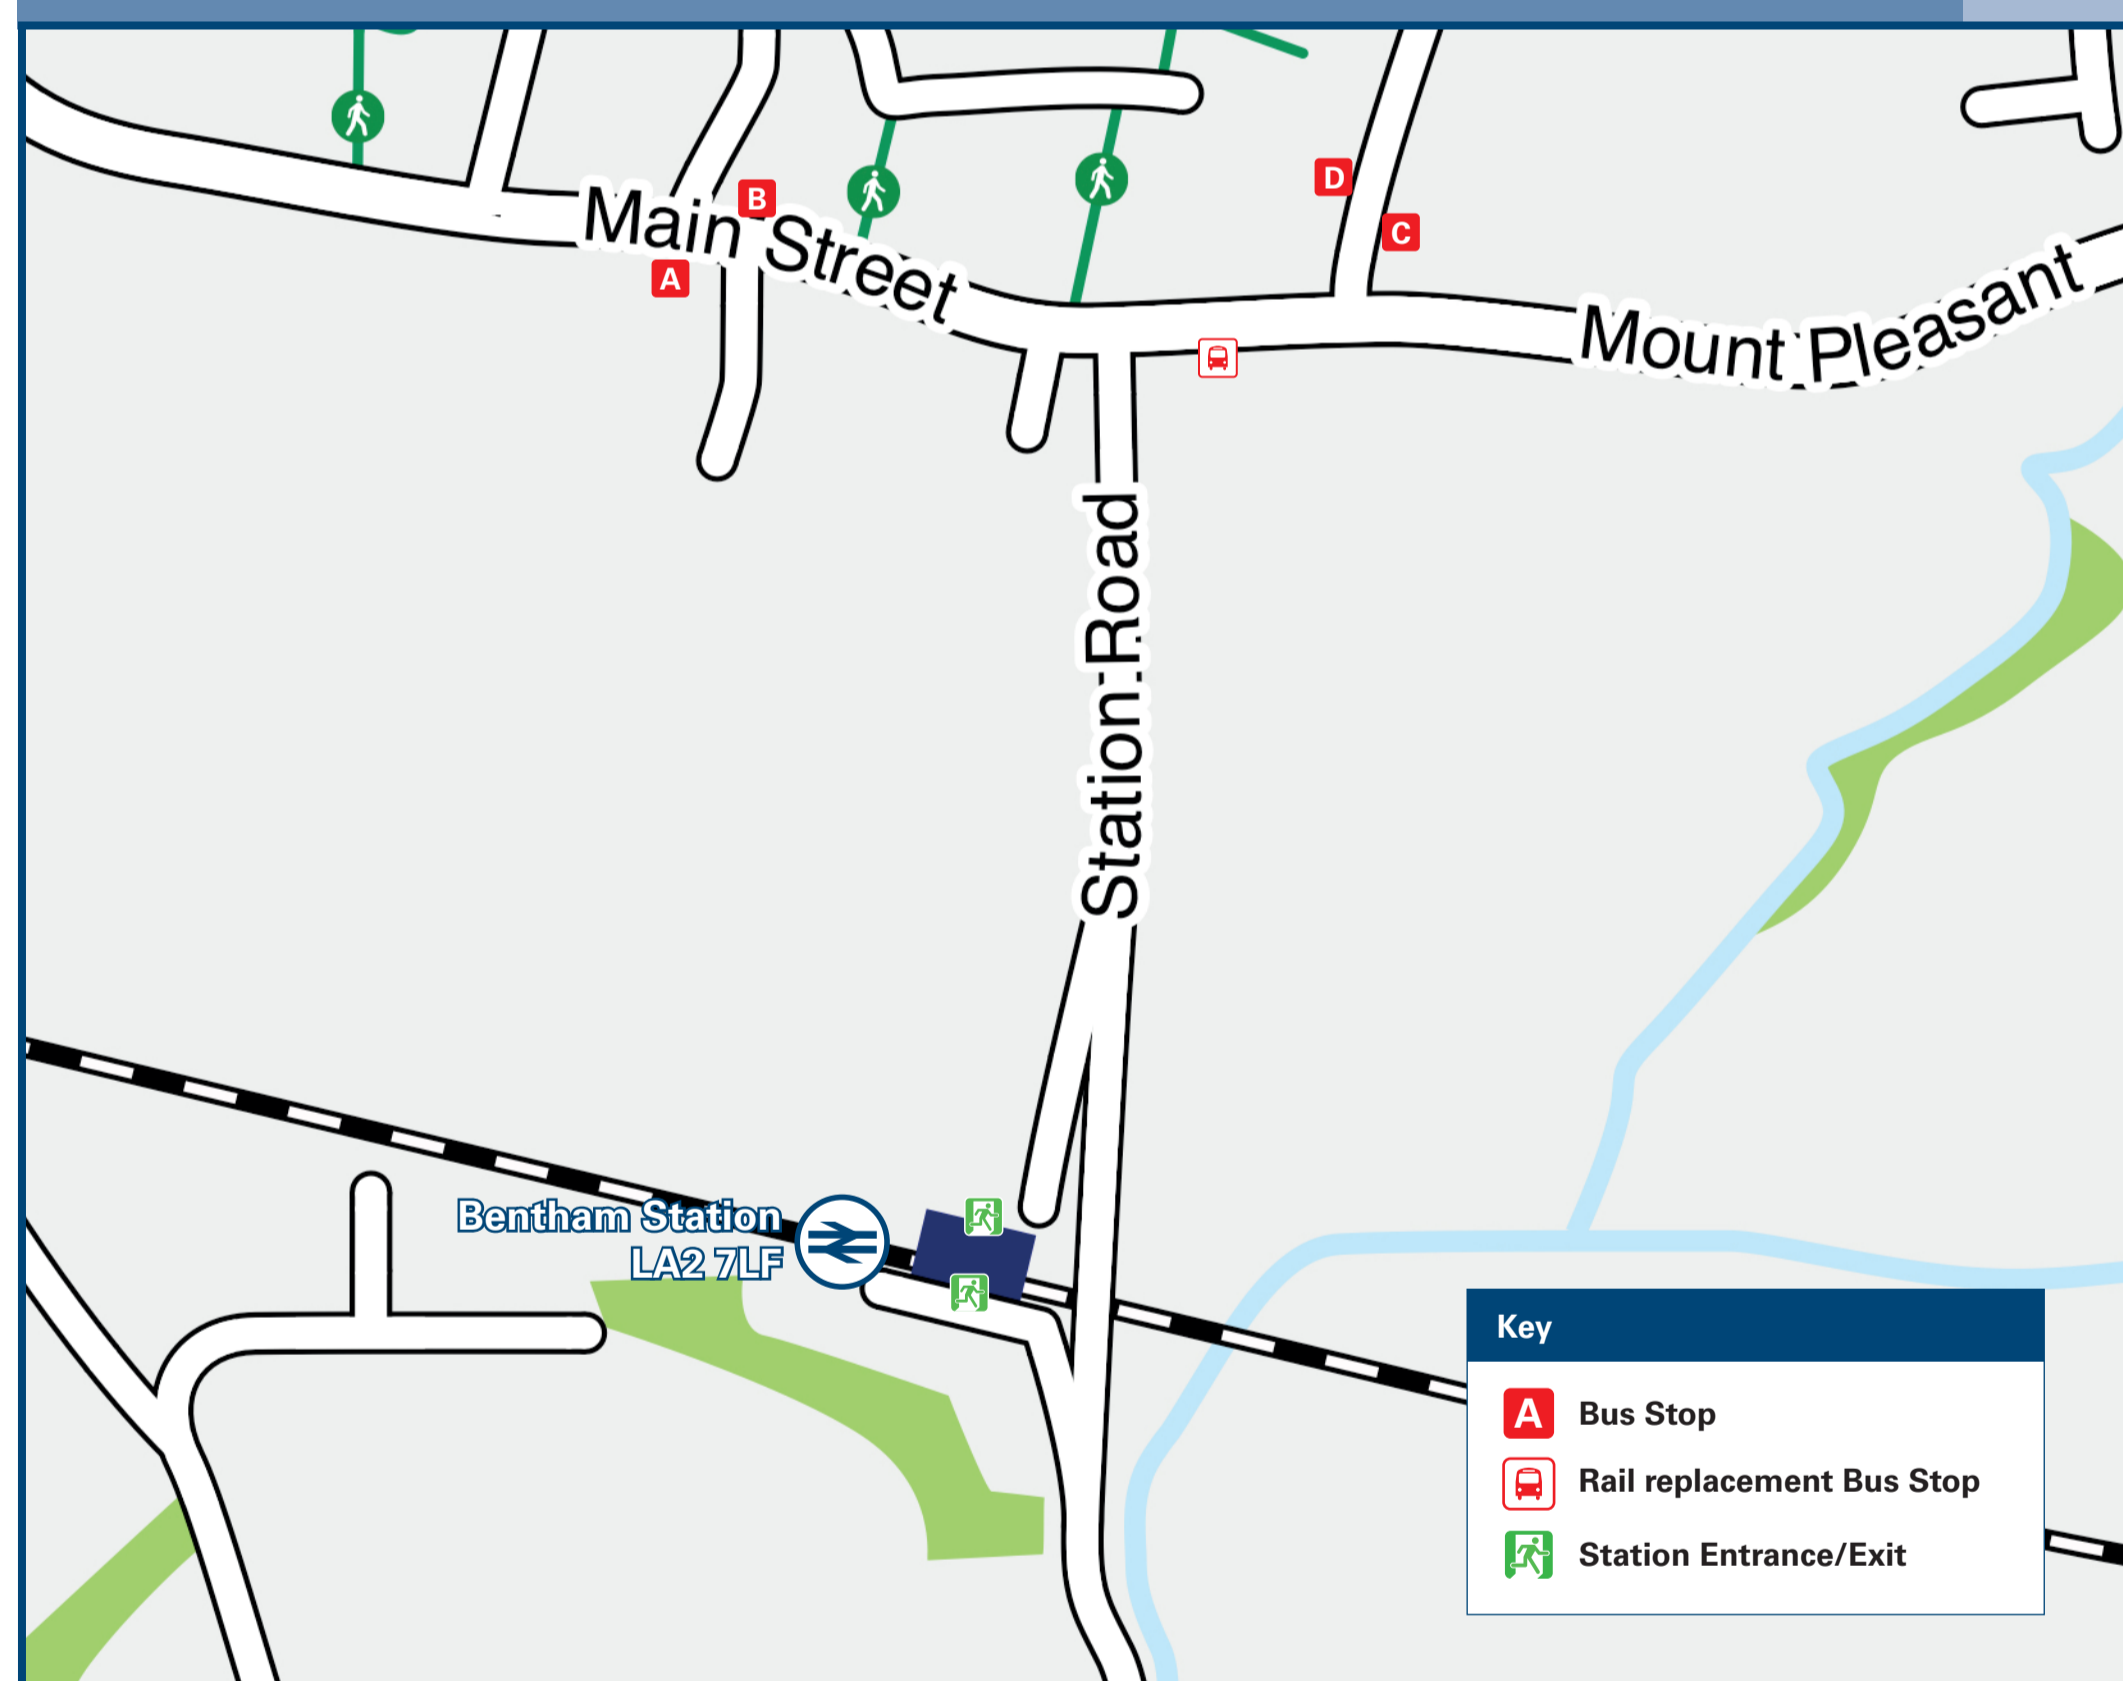 D
B
Main Street
C
A
Mount Pleasant
Station Road
Bentham Station
LA2 7LF
Key
A Bus Stop
Rail replacement Bus Stop
Station Entrance/Exit